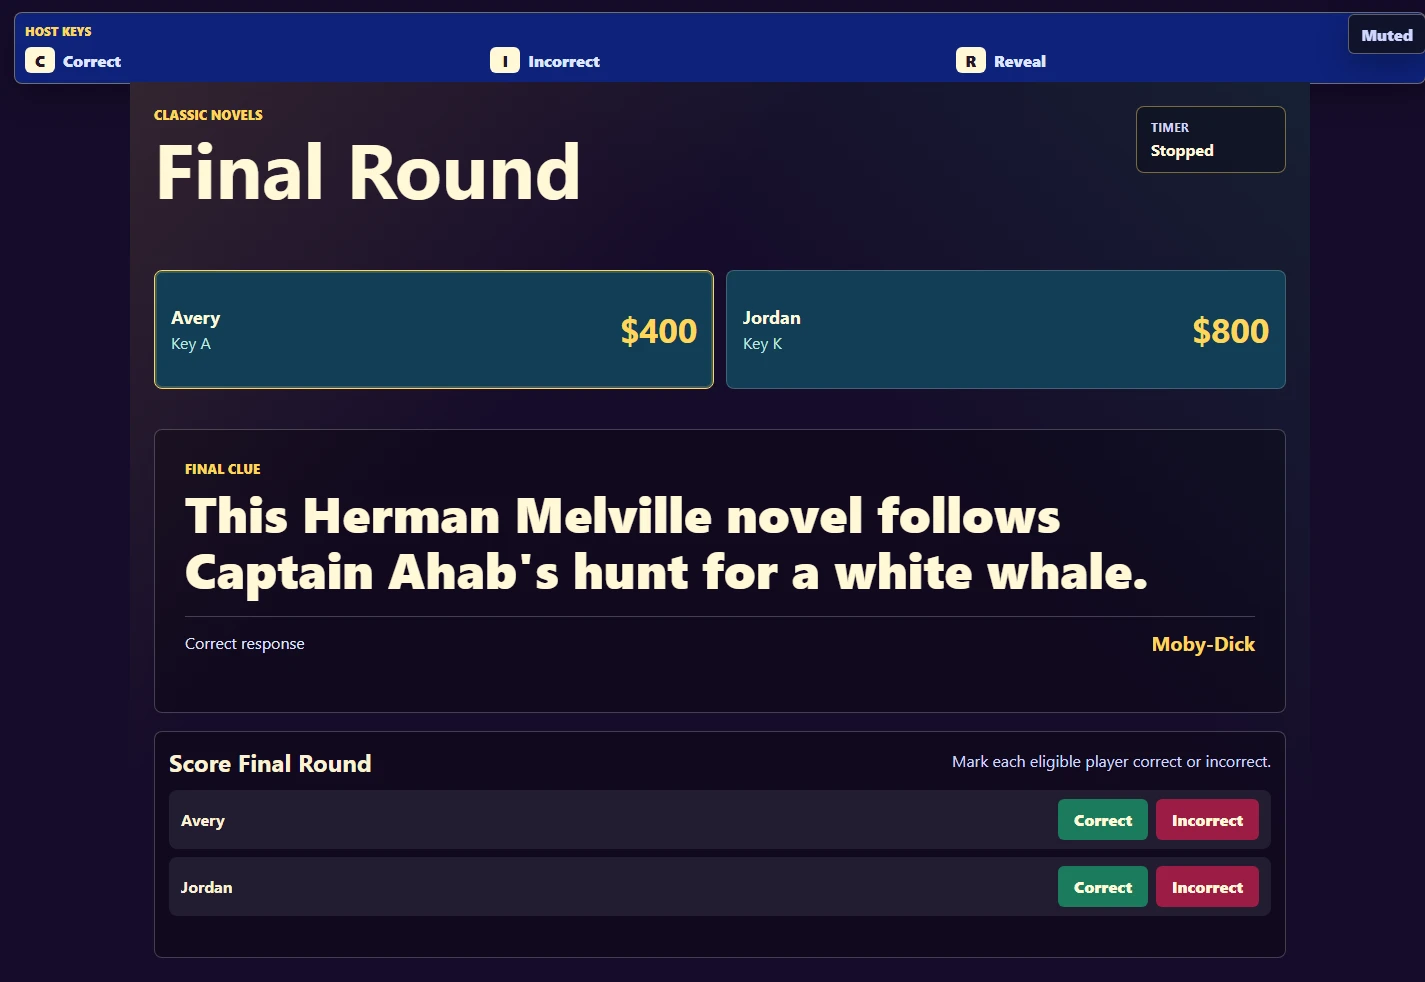 HOST KEYS
C Correct
I Incorrect
R Reveal
Muted
CLASSIC NOVELS
Final Round
TIMER
Stopped
Avery
Key A
$400
Jordan
Key K
$800
FINAL CLUE
This Herman Melville novel follows
Captain Ahab's hunt for a white whale.
Correct response
Moby-Dick
Score Final Round
Mark each eligible player correct or incorrect.
Avery
Correct
Incorrect
Jordan
Correct
Incorrect